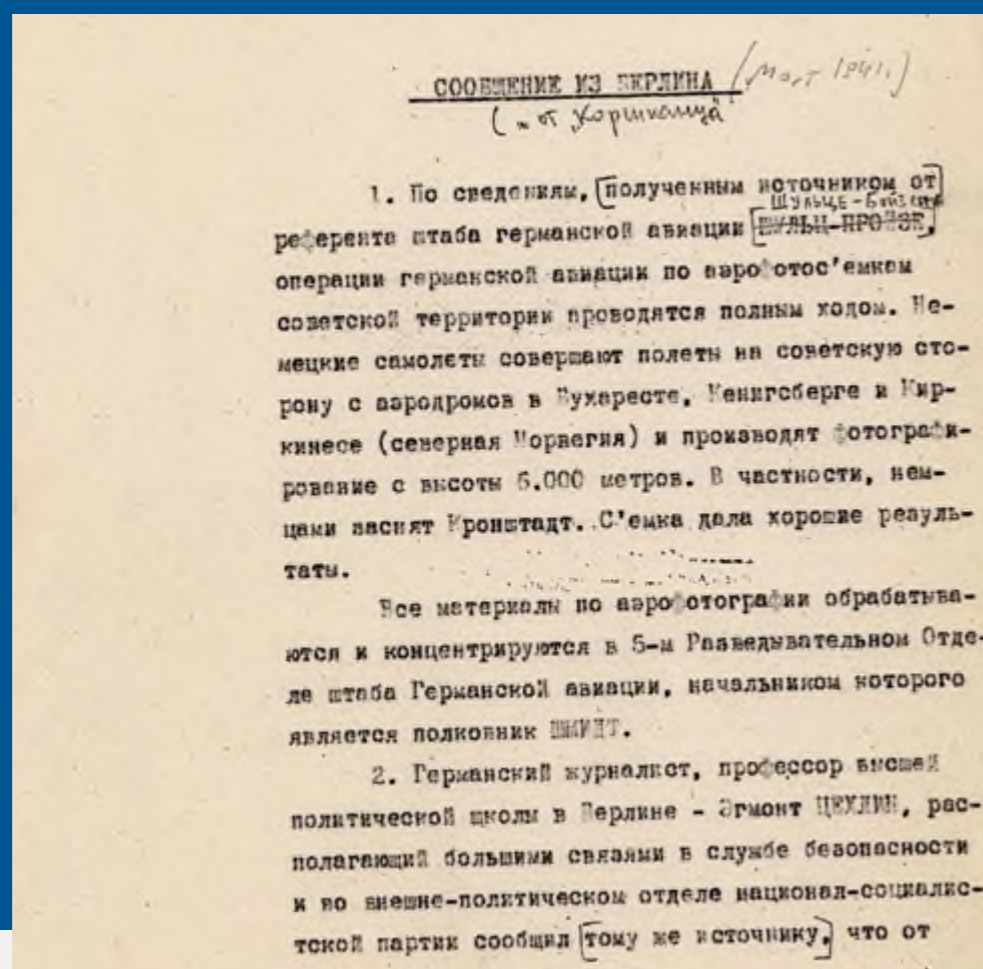 СООБЩЕНИЕ ИЗ БЕРЛИНА (март 1941.)
(„от „Корсиканца"
1. По сведениям, [полученным источником от]
Шульце-Бойзена
референта штаба германской авиации [ШУЛЬЦ-ПРОЙЗЕ,]
операции германской авиации по аэрофотос'емкам
советской территории проводятся полным ходом. Не-
мецкие самолеты совершают полеты на советскую сто-
рону с аэродромов в Бухаресте, Кенигсберге и Кир-
кинесе (северная Норвегия) и производят фотографи-
рование с высоты 6.000 метров. В частности, нем-
цами заснят Кронштадт. С'емка дала хорошие резуль-
таты.
Все материалы по аэрофотографии обрабатыва-
ются и концентрируются в 5-м Разведывательном Отде-
ле штаба Германской авиации, начальником которого
является полковник ШМИДТ.
2. Германский журналист, профессор высшей
политической школы в Берлине - Эгмонт ЦЕХЛИН, рас-
полагающий большими связями в службе безопасности
и во внешне-политическом отделе национал-социалис-
тской партии сообщил [тому же источнику,] что от